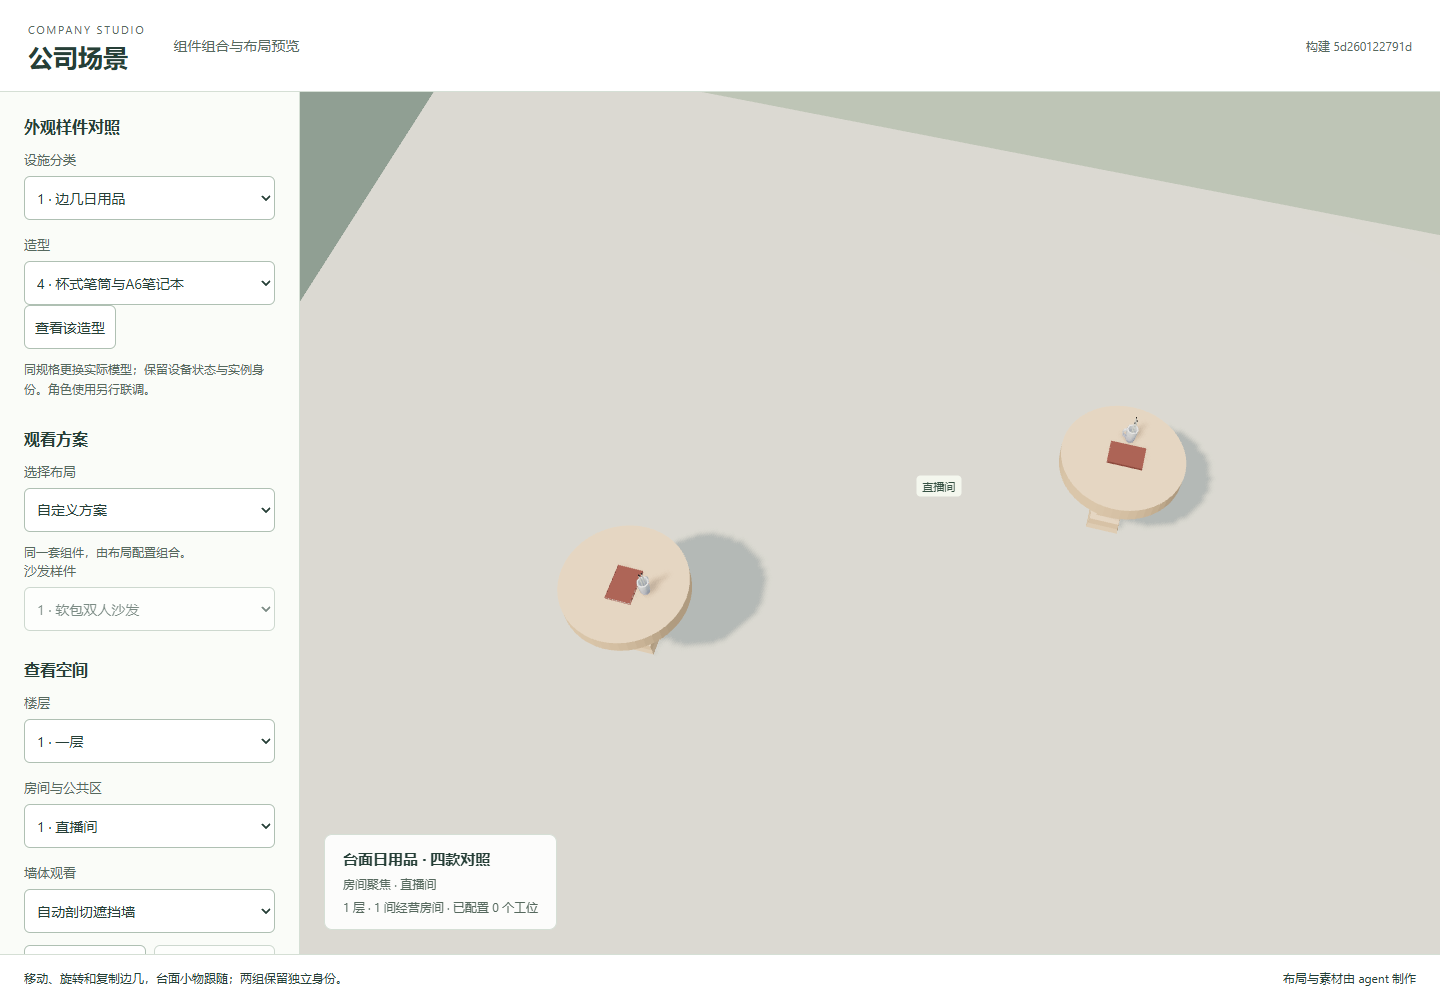 COMPANY STUDIO
公司场景
组件组合与布局预览
构建 5d260122791d
外观样件对照
设施分类
1 · 边几日用品
造型
4 · 杯式笔筒与A6笔记本
查看该造型
同规格更换实际模型；保留设备状态与实例身
份。角色使用另行联调。
观看方案
选择布局
自定义方案
同一套组件，由布局配置组合。
沙发样件
1 · 软包双人沙发
查看空间
楼层
1 · 一层
房间与公共区
1 · 直播间
墙体观看
自动剖切遮挡墙
直播间
台面日用品 · 四款对照
房间聚焦 · 直播间
1 层 · 1 间经营房间 · 已配置 0 个工位
移动、旋转和复制边几，台面小物跟随；两组保留独立身份。
布局与素材由 agent 制作